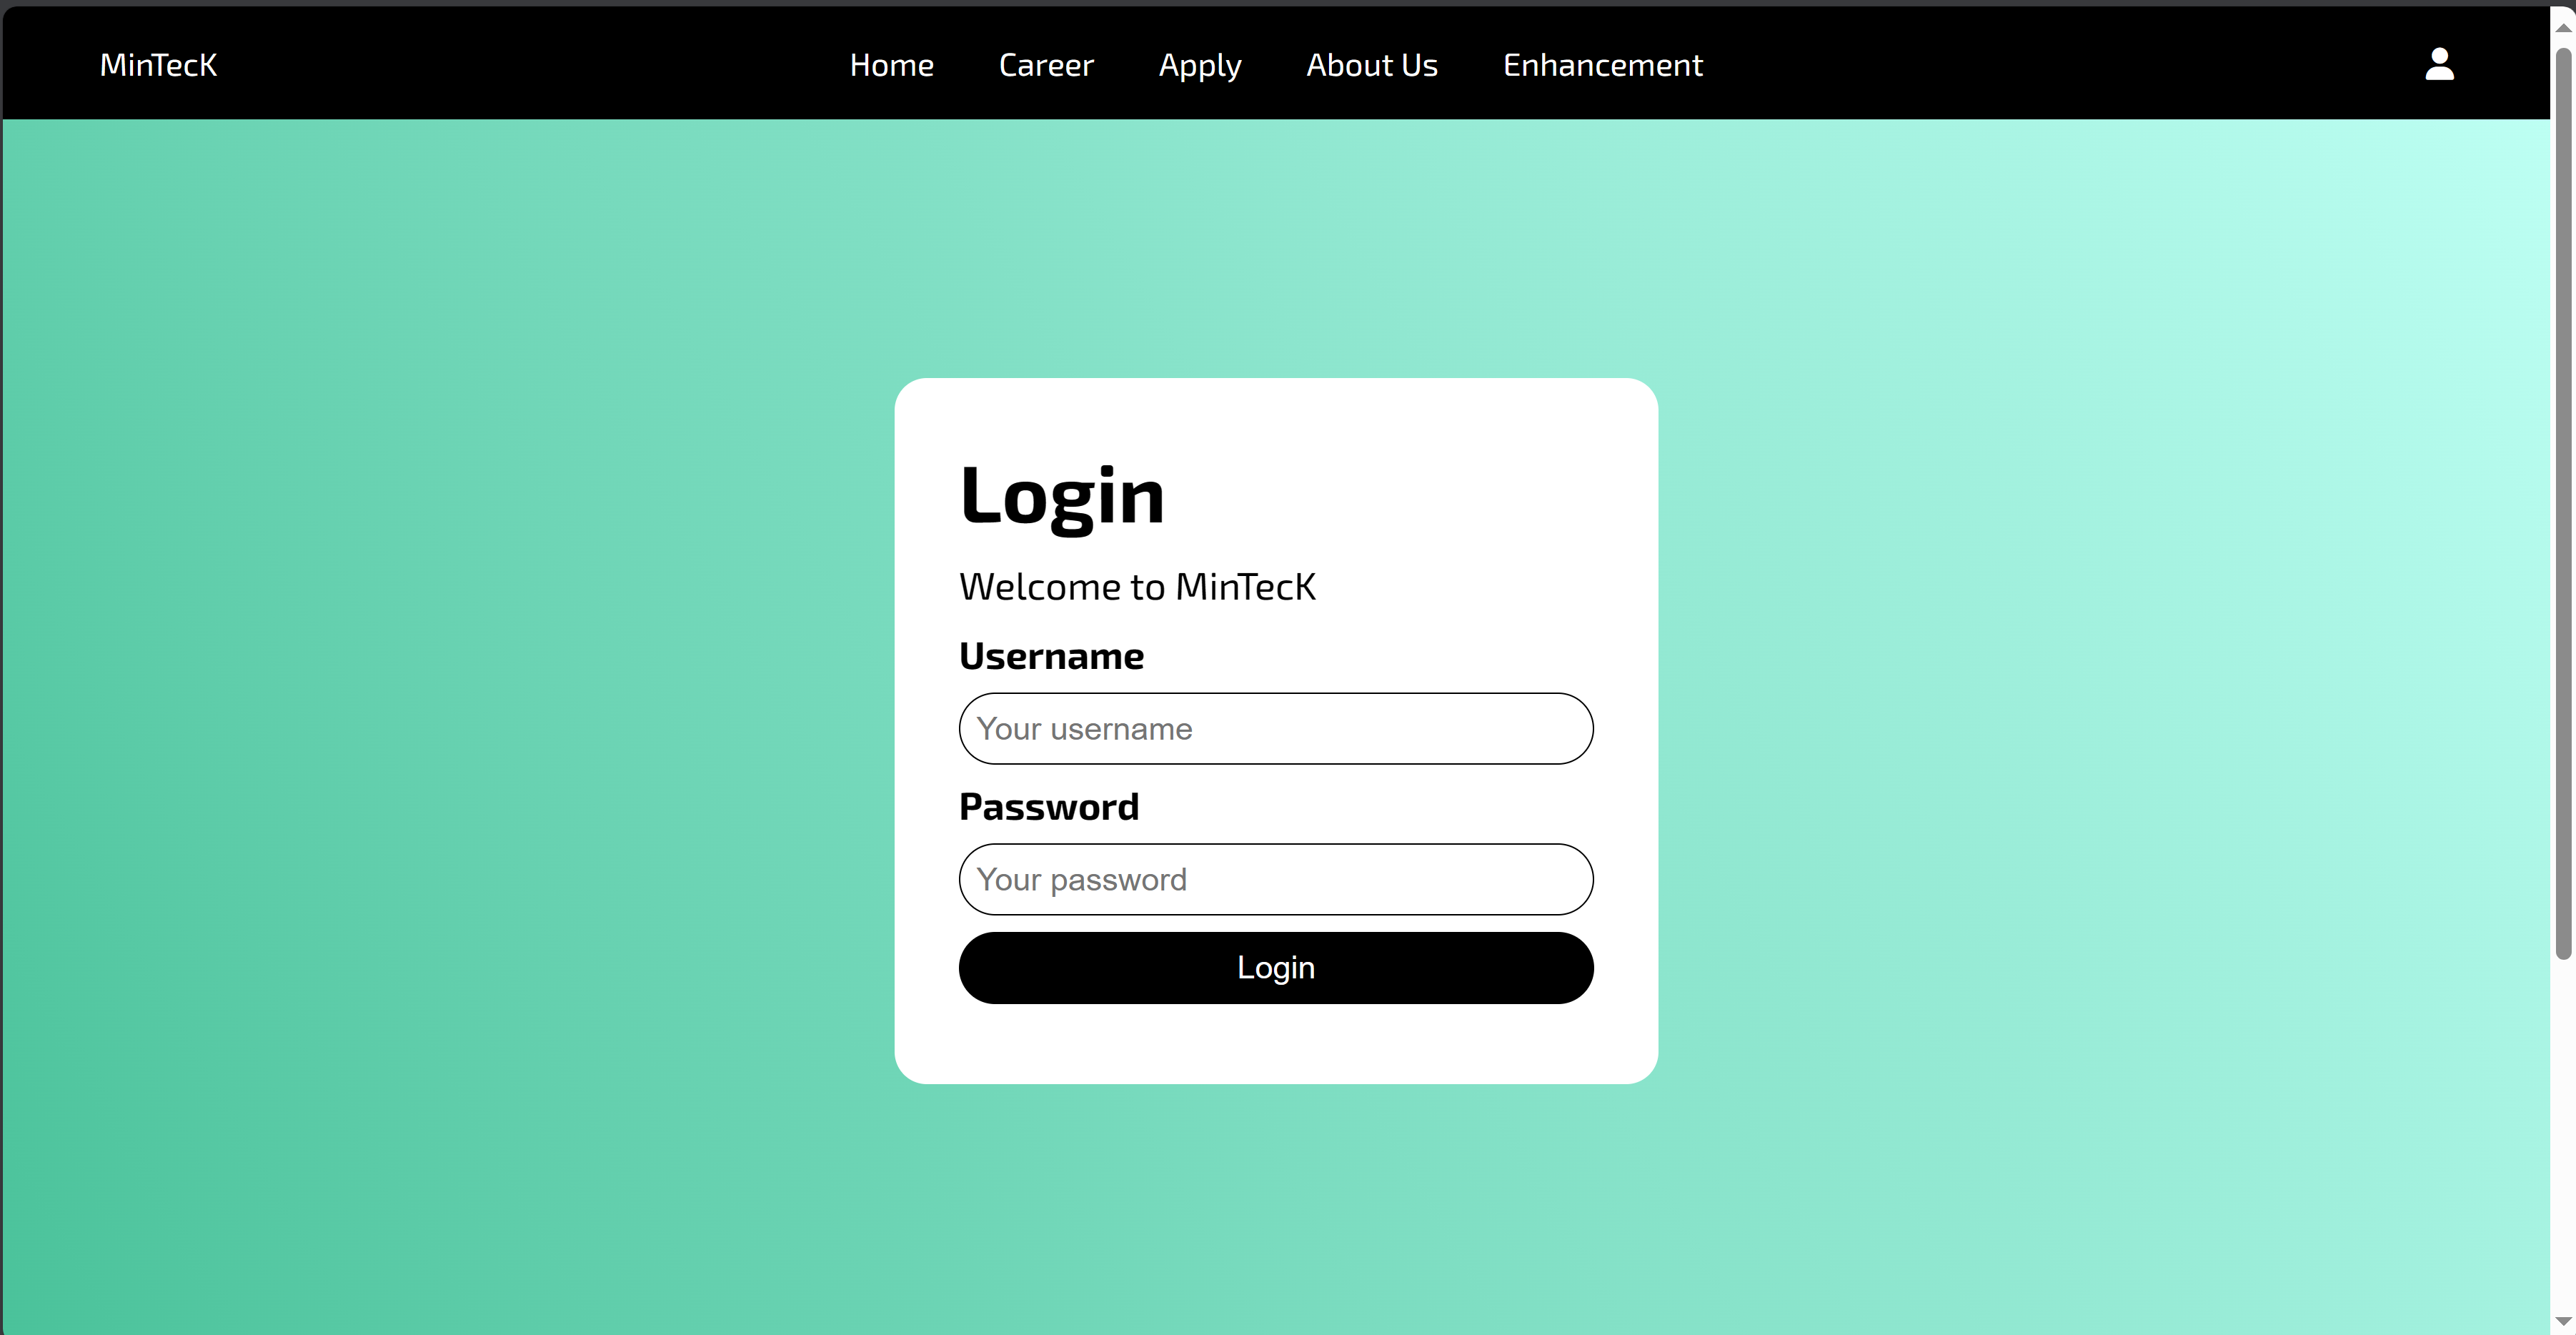 MinTecK
Home Career Apply About Us Enhancement
Login
Welcome to MinTecK
Username
Your username
Password
Your password
Login